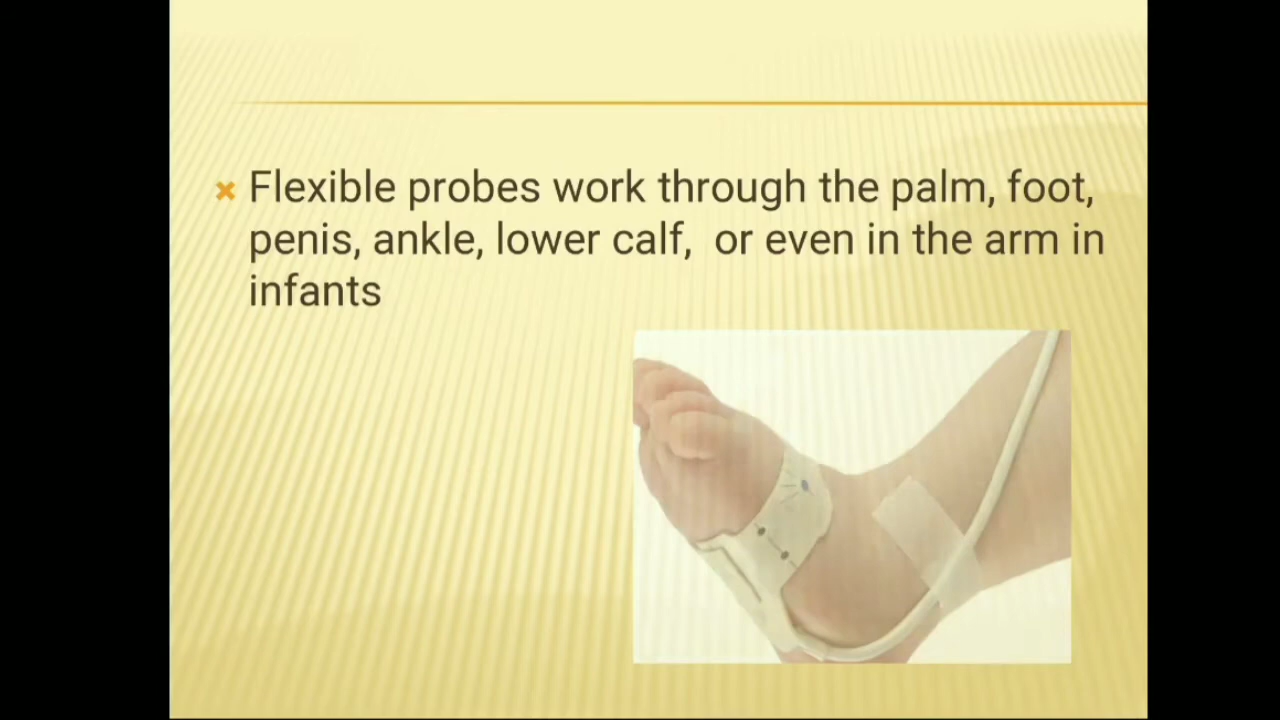 Flexible probes work through the palm, foot,
penis, ankle, lower calf,  or even in the arm in
infants